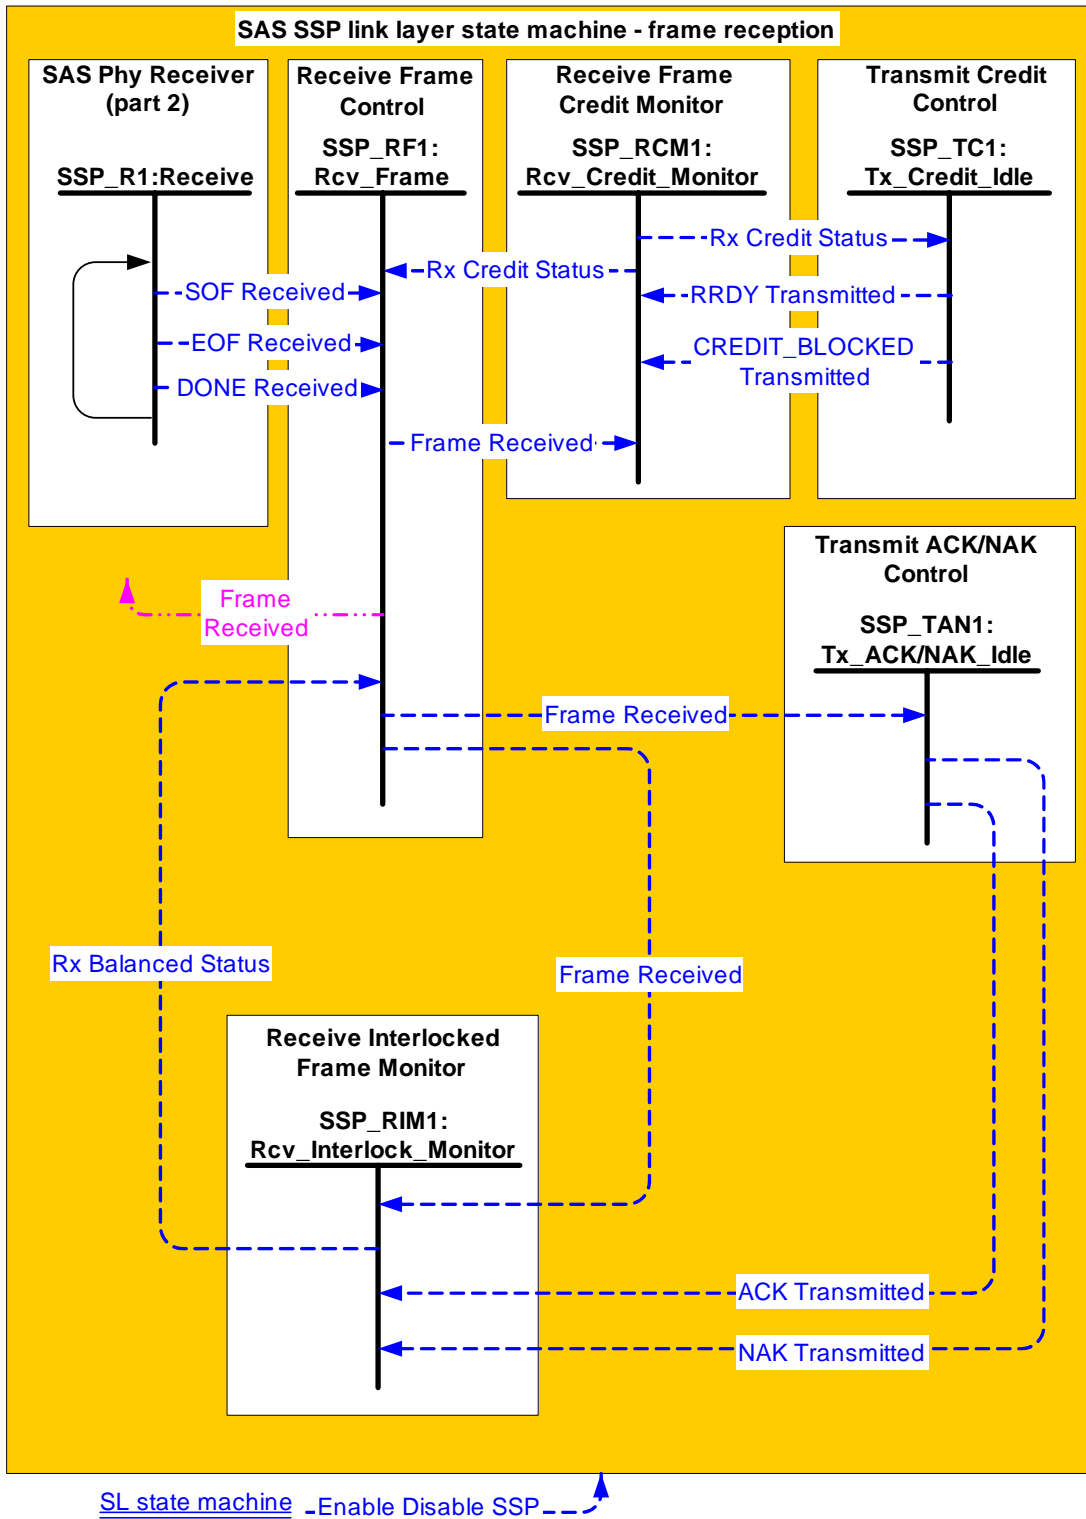 SAS SSP link layer state machine - frame reception
SAS Phy Receiver
(part 2)
SSP_R1:Receive
Receive Frame
Control
SSP_RF1:
Rcv_Frame
Receive Frame
Credit Monitor
SSP_RCM1:
Rcv_Credit_Monitor
Transmit Credit
Control
SSP_TC1:
Tx_Credit_Idle
Rx Credit Status
Rx Credit Status
SOF Received
RRDY Transmitted
EOF Received
CREDIT_BLOCKED
Transmitted
DONE Received
Frame Received
Transmit ACK/NAK
Control
SSP_TAN1:
Tx_ACK/NAK_Idle
Frame
Received
Frame Received
Rx Balanced Status
Frame Received
Receive Interlocked
Frame Monitor
SSP_RIM1:
Rcv_Interlock_Monitor
ACK Transmitted
NAK Transmitted
SL state machine
Enable Disable SSP